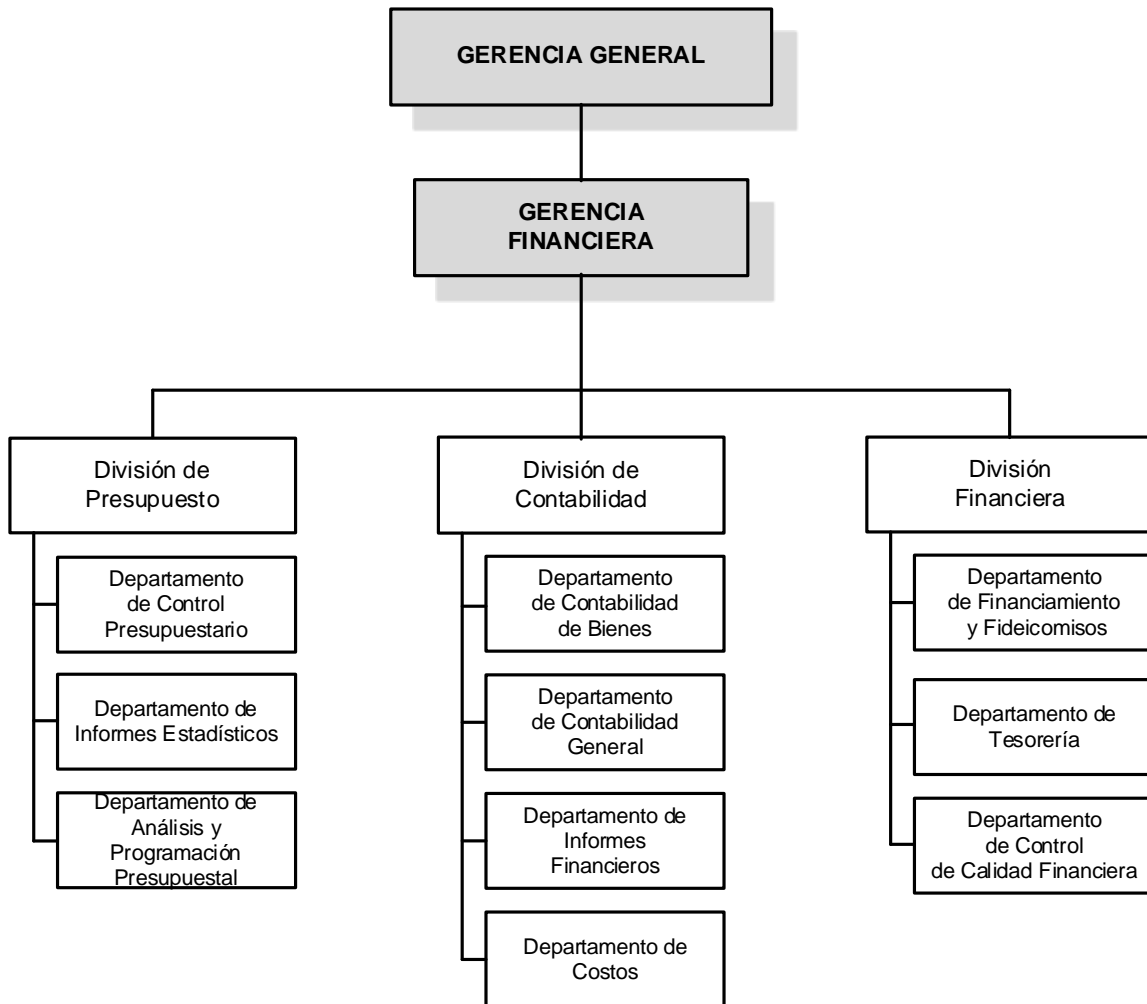 GERENCIA GENERAL
GERENCIA
FINANCIERA
División de
Presupuesto
Departamento
de Control
Presupuestario
Departamento de
Informes Estadísticos
Departamento de
Análisis y
Programación
Presupuestal
División de
Contabilidad
Departamento
de Contabilidad
de Bienes
Departamento
de Contabilidad
General
Departamento de
Informes
Financieros
Departamento de
Costos
División
Financiera
Departamento
de Financiamiento
y Fideicomisos
Departamento de
Tesorería
Departamento
de Control
de Calidad Financiera